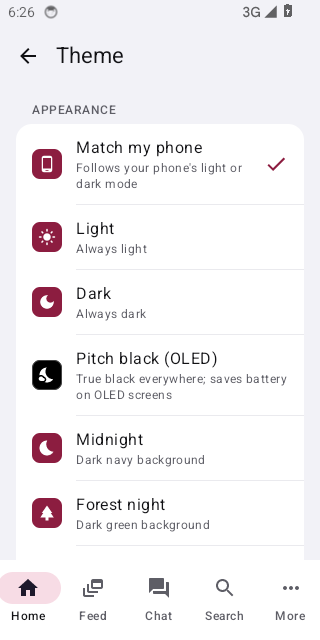 6:26
3G
Theme
APPEARANCE
Match my phone
Follows your phone's light or
dark mode
Light
Always light
Dark
Always dark
Pitch black (OLED)
True black everywhere; saves battery
on OLED screens
Midnight
Dark navy background
Forest night
Dark green background
Home
Feed
Chat
Search
More